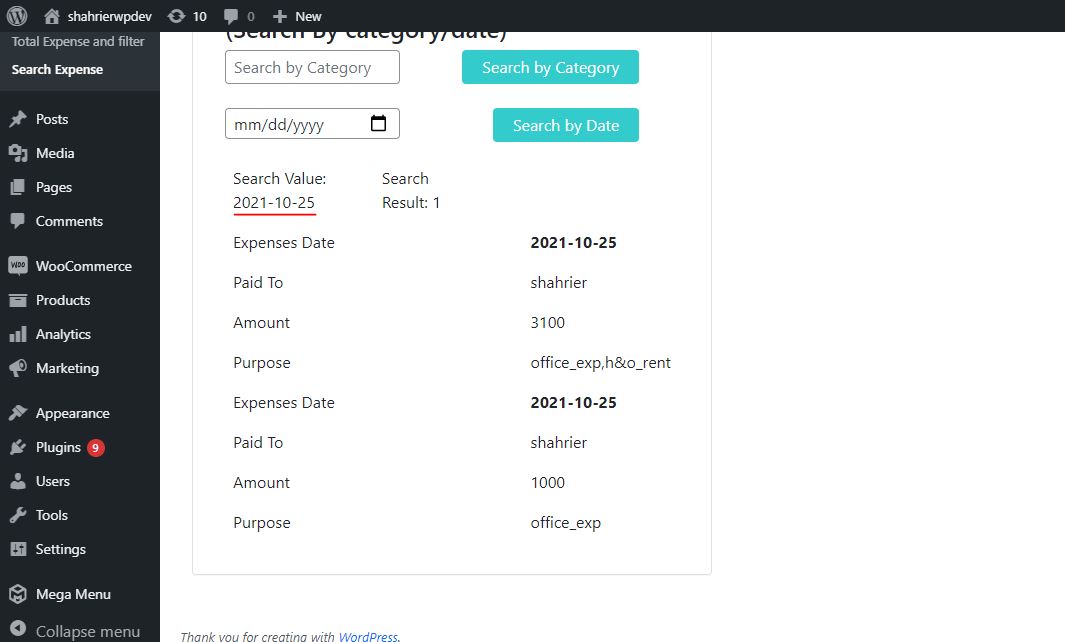 shahrierwpdev 10 0 New
Total Expense and filter
Search Expense
Posts
Media
Pages
Comments
WooCommerce
Products
Analytics
Marketing
Appearance
Plugins 9
Users
Tools
Settings
Mega Menu
Collapse menu
(Search by category/date)
Search by Category Search by Category
mm/dd/yyyy Search by Date
Search Value: Search
2021-10-25 Result: 1
Expenses Date 2021-10-25
Paid To shahrier
Amount 3100
Purpose office_exp,h&o_rent
Expenses Date 2021-10-25
Paid To shahrier
Amount 1000
Purpose office_exp
Thank you for creating with WordPress.